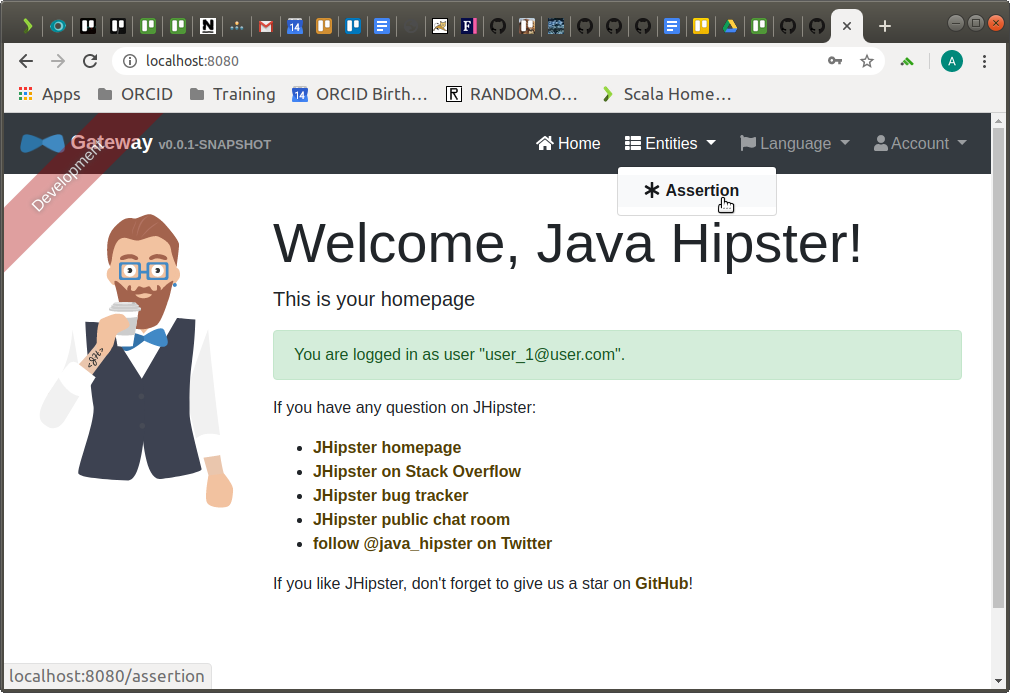 14
localhost:8080
A
Apps ORCID Training 14 ORCID Birth... R RANDOM.O... Scala Home...
Gateway v0.0.1-SNAPSHOT Home Entities Language Account
Development
Assertion
Welcome, Java Hipster!
This is your homepage
You are logged in as user "user_1@user.com".
If you have any question on JHipster:
JHipster homepage
JHipster on Stack Overflow
JHipster bug tracker
JHipster public chat room
follow @java_hipster on Twitter
If you like JHipster, don't forget to give us a star on GitHub!
localhost:8080/assertion